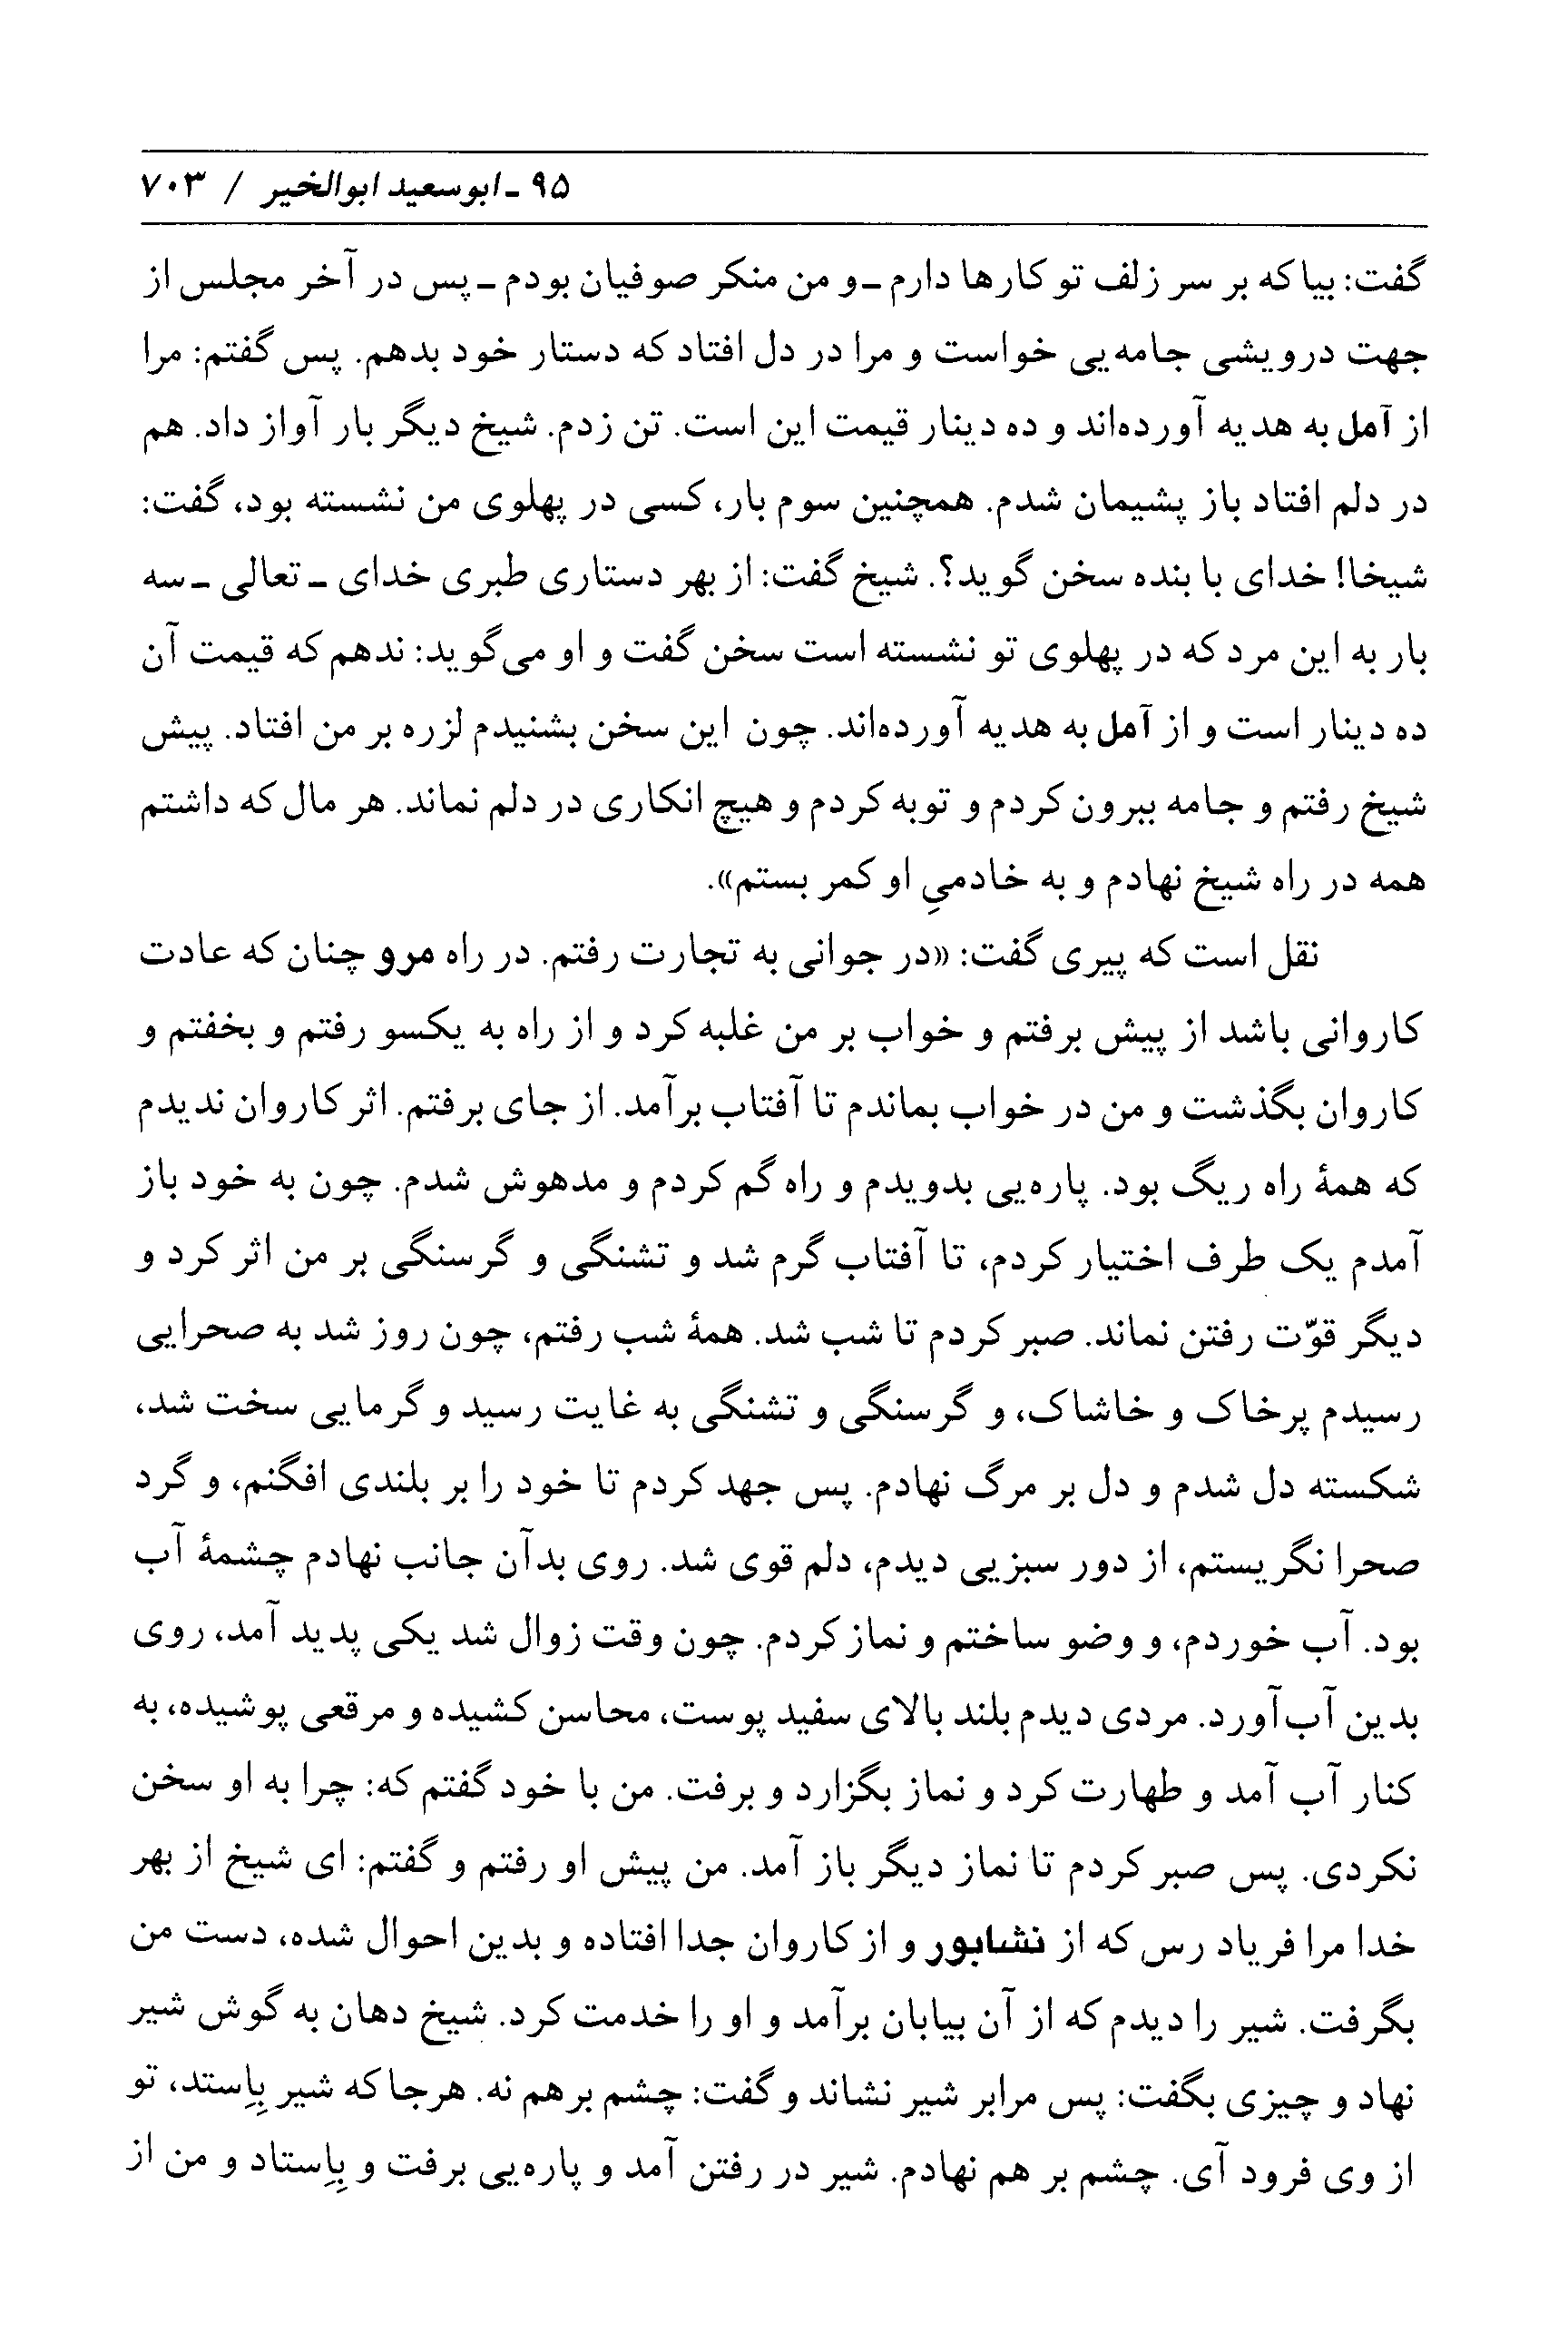 ۹۵ ـ ابوسعید ابوالخیر / ۷۰۳
گفت: بیا که بر سر زلف تو کارها دارم ـ و من منکر صوفیان بودم ـ پس در آخر مجلس از
جهت درویشی جامه‌یی خواست و مرا در دل افتاد که دستار خود بدهم. پس گفتم: مرا
از آمل به هدیه آورده‌اند و ده دینار قیمت این است. تن زدم. شیخ دیگر بار آواز داد. هم
در دلم افتاد باز پشیمان شدم. همچنین سوم بار، کسی در پهلوی من نشسته بود، گفت:
شیخا! خدای با بنده سخن گوید؟. شیخ گفت: از بهر دستاری طبری خدای ـ تعالی ـ سه
بار به این مرد که در پهلوی تو نشسته است سخن گفت و او می‌گوید: ندهم که قیمت آن
ده دینار است و از آمل به هدیه آورده‌اند. چون این سخن بشنیدم لزره بر من افتاد. پیش
شیخ رفتم و جامه بیرون کردم و توبه کردم و هیچ انکاری در دلم نماند. هر مال که داشتم
همه در راه شیخ نهادم و به خادمیِ او کمر بستم».
نقل است که پیری گفت: «در جوانی به تجارت رفتم. در راه مرو چنان که عادت
کاروانی باشد از پیش برفتم و خواب بر من غلبه کرد و از راه به یکسو رفتم و بخفتم و
کاروان بگذشت و من در خواب بماندم تا آفتاب برآمد. از جای برفتم. اثر کاروان ندیدم
که همهٔ راه ریگ بود. پاره‌یی بدویدم و راه گم کردم و مدهوش شدم. چون به خود باز
آمدم یک طرف اختیار کردم، تا آفتاب گرم شد و تشنگی و گرسنگی بر من اثر کرد و
دیگر قوّت رفتن نماند. صبر کردم تا شب شد. همهٔ شب رفتم، چون روز شد به صحرایی
رسیدم پرخاک و خاشاک، و گرسنگی و تشنگی به غایت رسید و گرمایی سخت شد،
شکسته دل شدم و دل بر مرگ نهادم. پس جهد کردم تا خود را بر بلندی افگنم، و گرد
صحرا نگریستم، از دور سبزیی دیدم، دلم قوی شد. روی بدآن جانب نهادم چشمهٔ آب
بود. آب خوردم، و وضو ساختم و نماز کردم. چون وقت زوال شد یکی پدید آمد، روی
بدین آب آورد. مردی دیدم بلند بالای سفید پوست، محاسن کشیده و مرقعی پوشیده، به
کنار آب آمد و طهارت کرد و نماز بگزارد و برفت. من با خود گفتم که: چرا به او سخن
نکردی. پس صبر کردم تا نماز دیگر باز آمد. من پیش او رفتم و گفتم: ای شیخ از بهر
خدا مرا فریاد رس که از نشابور و از کاروان جدا افتاده و بدین احوال شده، دست من
بگرفت. شیر را دیدم که از آن بیابان برآمد و او را خدمت کرد. شیخ دهان به گوش شیر
نهاد و چیزی بگفت: پس مرابر شیر نشاند و گفت: چشم برهم نه. هرجا که شیر بِاِستد، تو
از وی فرود آی. چشم بر هم نهادم. شیر در رفتن آمد و پاره‌یی برفت و بِاِستاد و من از